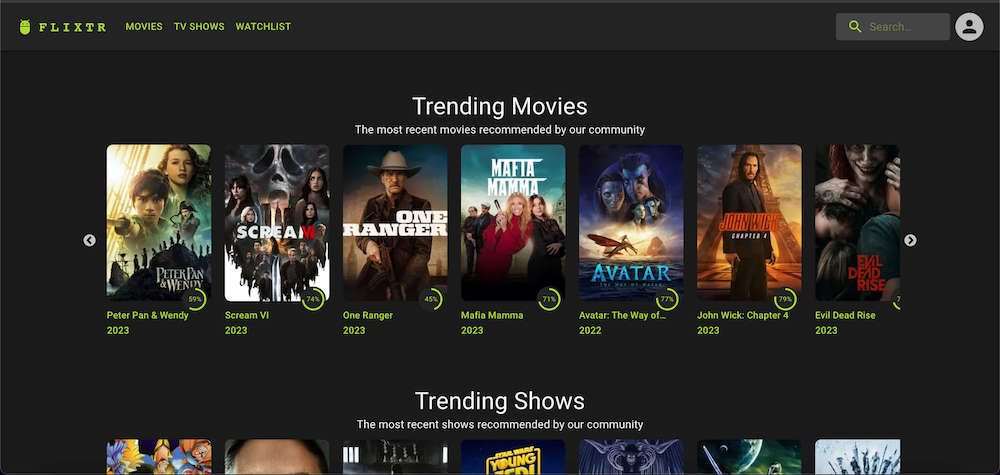 FLIXTR MOVIES TV SHOWS WATCHLIST Search...
Trending Movies
The most recent movies recommended by our community
PETER PAN
& WENDY
SCREAM VI
ONE
RANGER
MAFIA
MAMMA
AVATAR
THE WAY OF WATER
JOHN WICK
CHAPTER 4
EVIL
DEAD
RISE
59% 74% 45% 71% 77% 79%
Peter Pan & Wendy Scream VI One Ranger Mafia Mamma Avatar: The Way of... John Wick: Chapter 4 Evil Dead Rise
2023 2023 2023 2023 2022 2023 2023
Trending Shows
The most recent shows recommended by our community
STAR WARS
YOUNG
JEDI